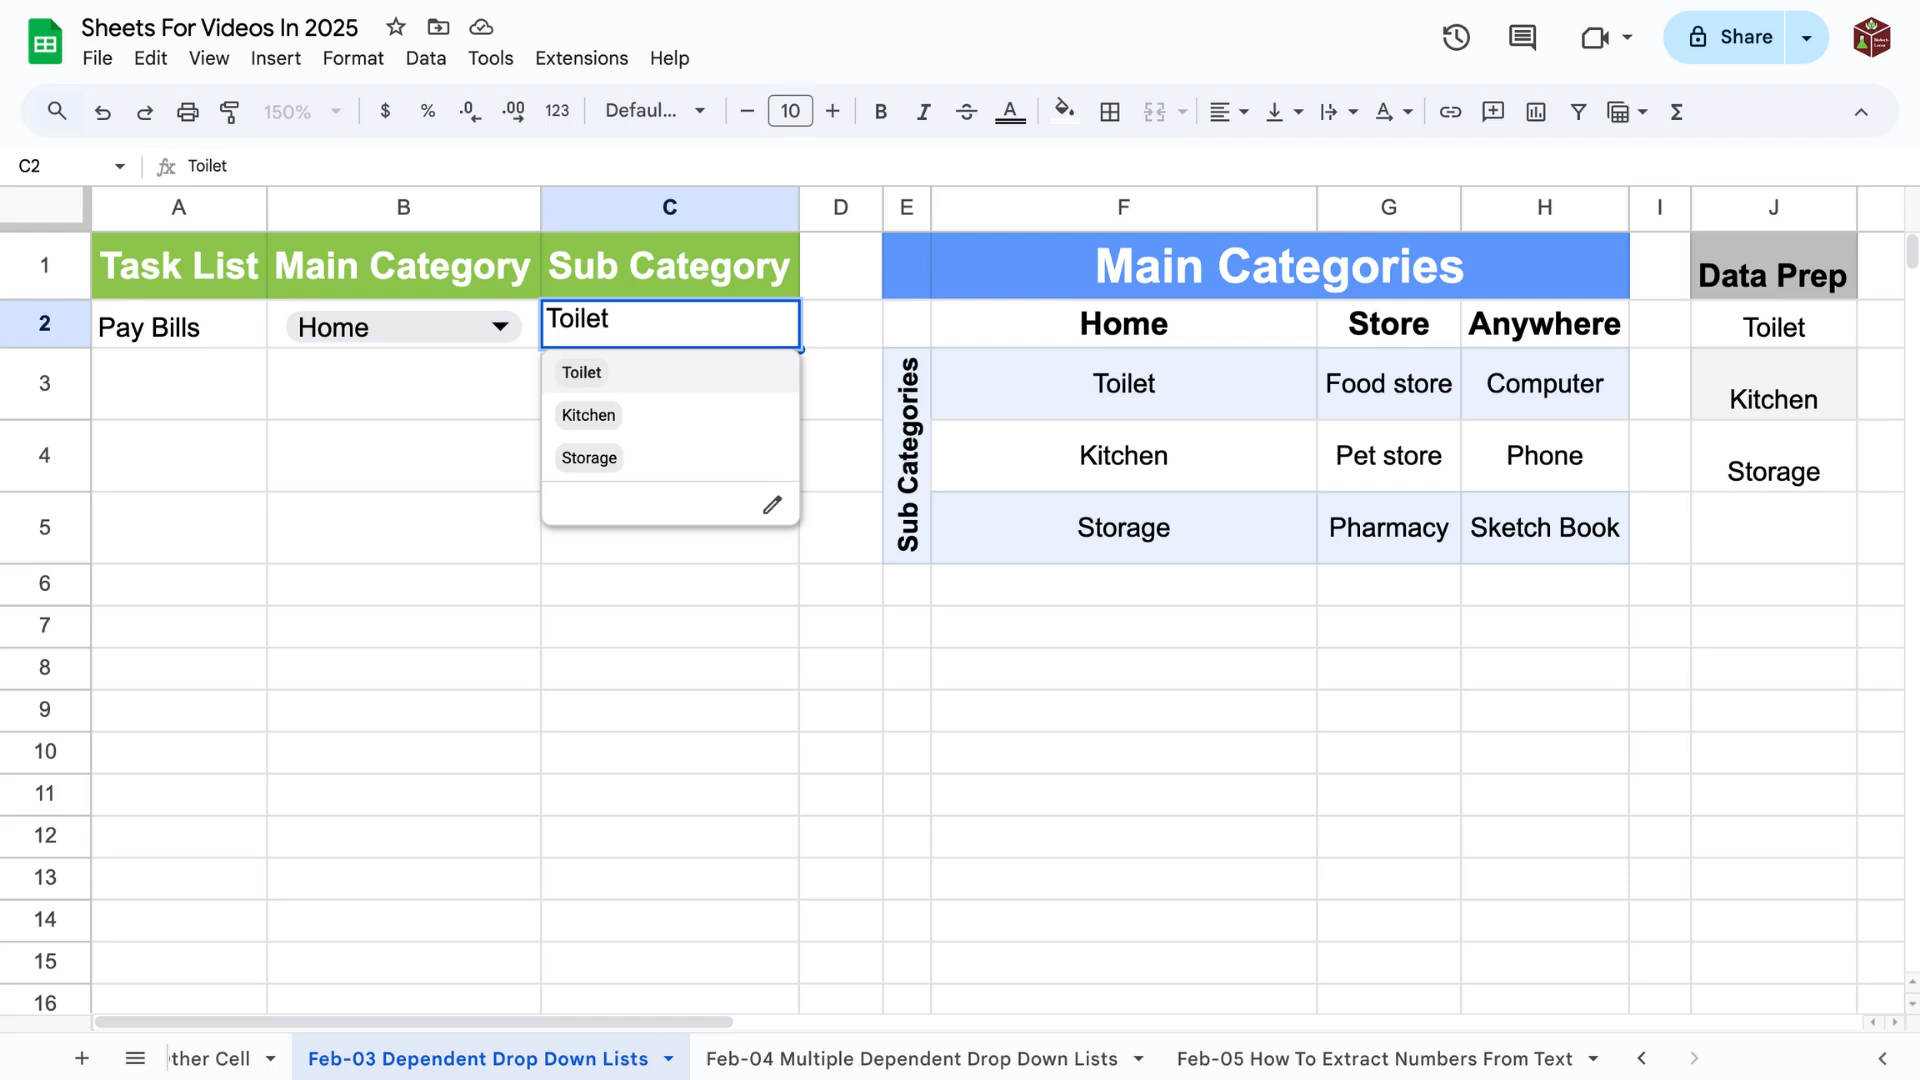 Sheets For Videos In 2025
File Edit View Insert Format Data Tools Extensions Help
Share
150% $ % .0 .00 123 Defaul... 10 B I A
C2 fx Toilet
A B C D E F G H I J
1 Task List Main Category Sub Category Main Categories Data Prep
2 Pay Bills Home Toilet Home Store Anywhere Toilet
Sub Categories
3 Toilet Toilet Food store Computer Kitchen
Kitchen
4 Storage Kitchen Pet store Phone Storage
5 Storage Pharmacy Sketch Book
6
7
8
9
10
11
12
13
14
15
16
ther Cell Feb-03 Dependent Drop Down Lists Feb-04 Multiple Dependent Drop Down Lists Feb-05 How To Extract Numbers From Text